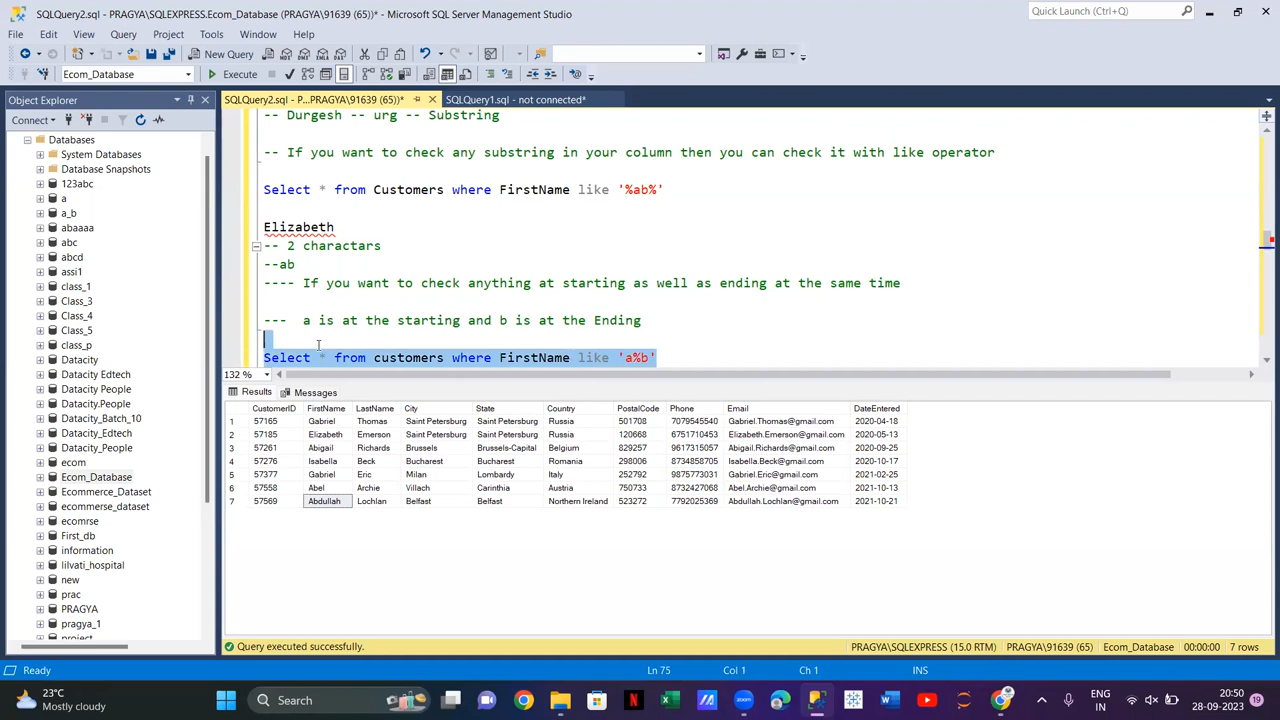 SQLQuery2.sql - PRAGYA\SQLEXPRESS.Ecom_Database (PRAGYA\91639 (65))* - Microsoft SQL Server Management Studio
Quick Launch (Ctrl+Q)
File Edit View Query Project Tools Window Help
New Query MDX DMX XMLA DAX
Ecom_Database Execute
Object Explorer
SQLQuery2.sql - P...PRAGYA\91639 (65))* SQLQuery1.sql - not connected*
Connect
Databases
System Databases
Database Snapshots
123abc
a
a_b
abaaaa
abc
abcd
assi1
class_1
Class_3
Class_4
Class_5
class_p
Datacity
Datacity Edtech
Datacity People
Datacity.People
Datacity_Batch_10
Datacity_Edtech
Datacity_People
ecom
Ecom_Database
Ecommerce_Dataset
ecommerse_dataset
ecomrse
First_db
information
lilvati_hospital
new
prac
PRAGYA
pragya_1
project
-- Durgesh -- urg -- Substring
-- If you want to check any substring in your column then you can check it with like operator
Select * from Customers where FirstName like '%ab%'
Elizabeth
-- 2 charactars
--ab
---- If you want to check anything at starting as well as ending at the same time
--- a is at the starting and b is at the Ending
Select * from customers where FirstName like 'a%b'
132 %
Results Messages
CustomerID FirstName LastName City State Country PostalCode Phone Email DateEntered
1 57165 Gabriel Thomas Saint Petersburg Saint Petersburg Russia 501708 7079545540 Gabriel.Thomas@gmail.com 2020-04-18
2 57185 Elizabeth Emerson Saint Petersburg Saint Petersburg Russia 120668 6751710453 Elizabeth.Emerson@gmail.com 2020-05-13
3 57261 Abigail Richards Brussels Brussels-Capital Belgium 829257 9617315057 Abigail.Richards@gmail.com 2020-09-25
4 57276 Isabella Beck Bucharest Bucharest Romania 298006 8734858705 Isabella.Beck@gmail.com 2020-10-17
5 57377 Gabriel Eric Milan Lombardy Italy 252792 9875773031 Gabriel.Eric@gmail.com 2021-02-25
6 57558 Abel Archie Villach Carinthia Austria 750733 8732427068 Abel.Archie@gmail.com 2021-10-13
7 57569 Abdullah Lochlan Belfast Belfast Northern Ireland 523272 7792025369 Abdullah.Lochlan@gmail.com 2021-10-21
Query executed successfully. PRAGYA\SQLEXPRESS (15.0 RTM) PRAGYA\91639 (65) Ecom_Database 00:00:00 7 rows
Ready Ln 75 Col 1 Ch 1 INS
23°C
Mostly cloudy
Search
zoom
ENG
IN
20:50
28-09-2023
19